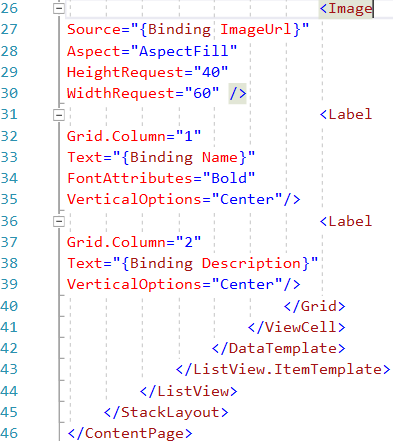 26 <Image
27 Source="{Binding ImageUrl}"
28 Aspect="AspectFill"
29 HeightRequest="40"
30 WidthRequest="60" />
31 <Label
32 Grid.Column="1"
33 Text="{Binding Name}"
34 FontAttributes="Bold"
35 VerticalOptions="Center"/>
36 <Label
37 Grid.Column="2"
38 Text="{Binding Description}"
39 VerticalOptions="Center"/>
40 </Grid>
41 </ViewCell>
42 </DataTemplate>
43 </ListView.ItemTemplate>
44 </ListView>
45 </StackLayout>
46 </ContentPage>